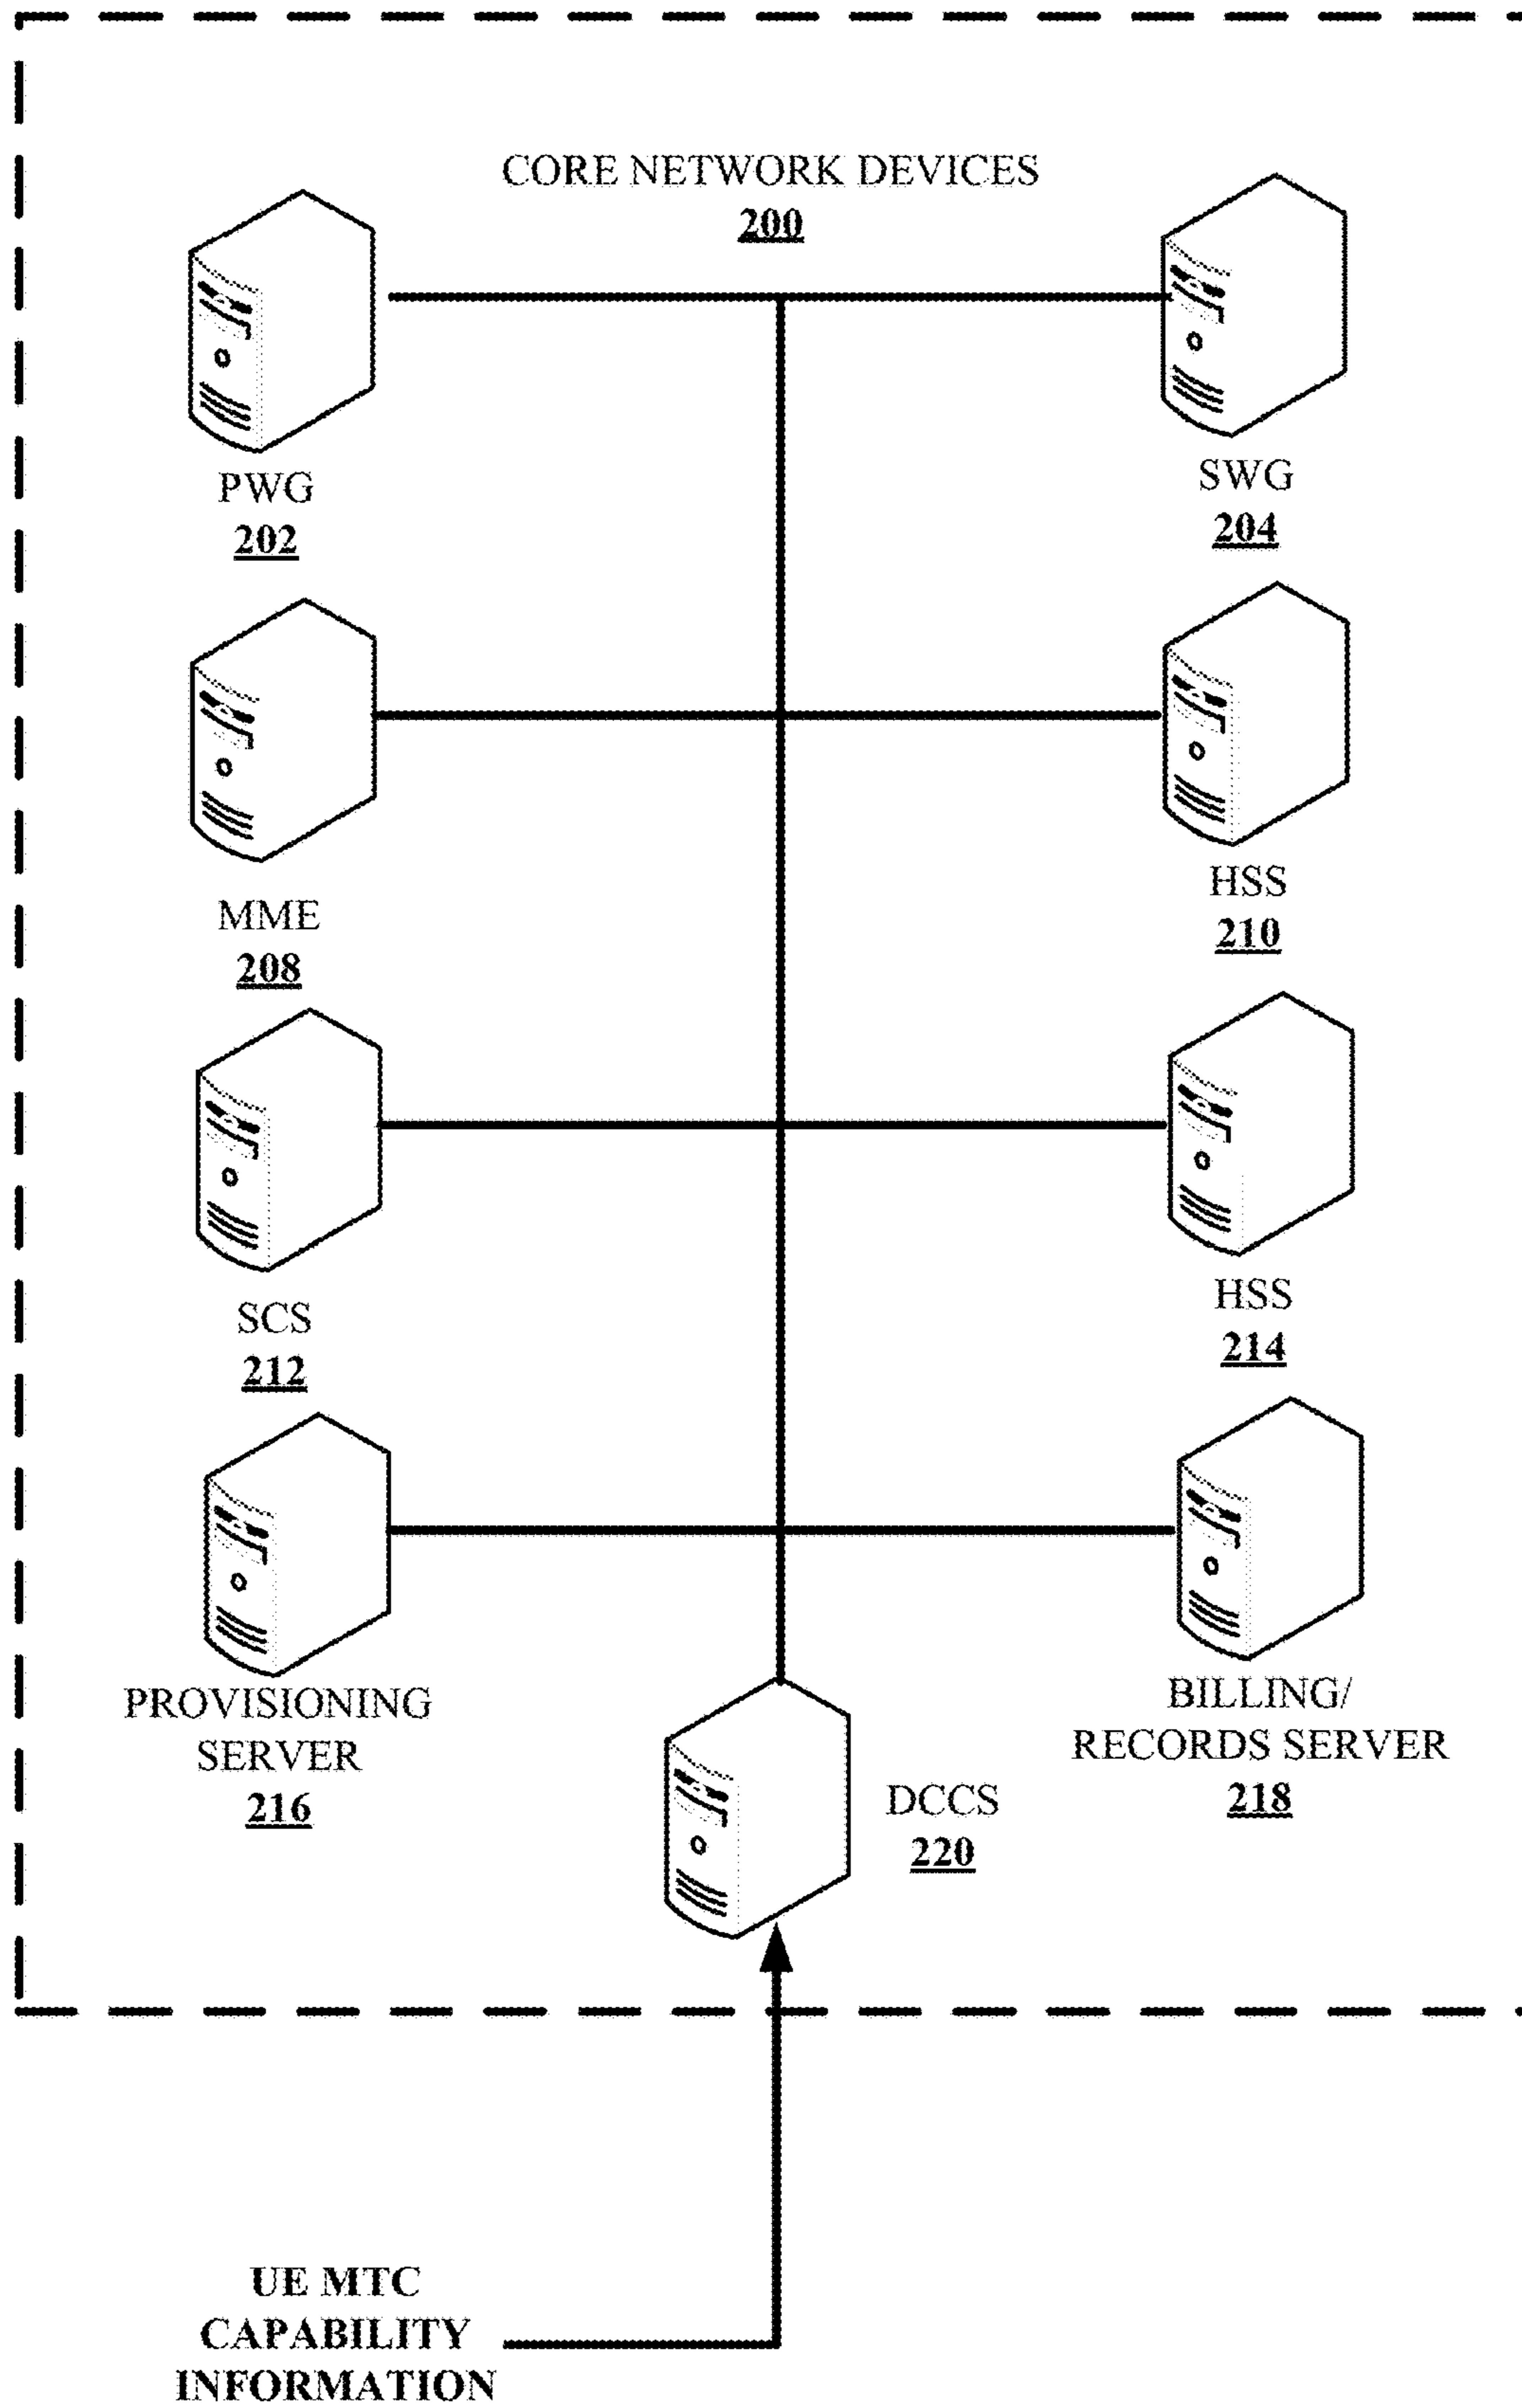 CORE NETWORK DEVICES
200
PWG
202
SWG
204
MME
208
HSS
210
SCS
212
HSS
214
PROVISIONING
SERVER
216
BILLING/
RECORDS SERVER
218
DCCS
220
UE MTC
CAPABILITY
INFORMATION